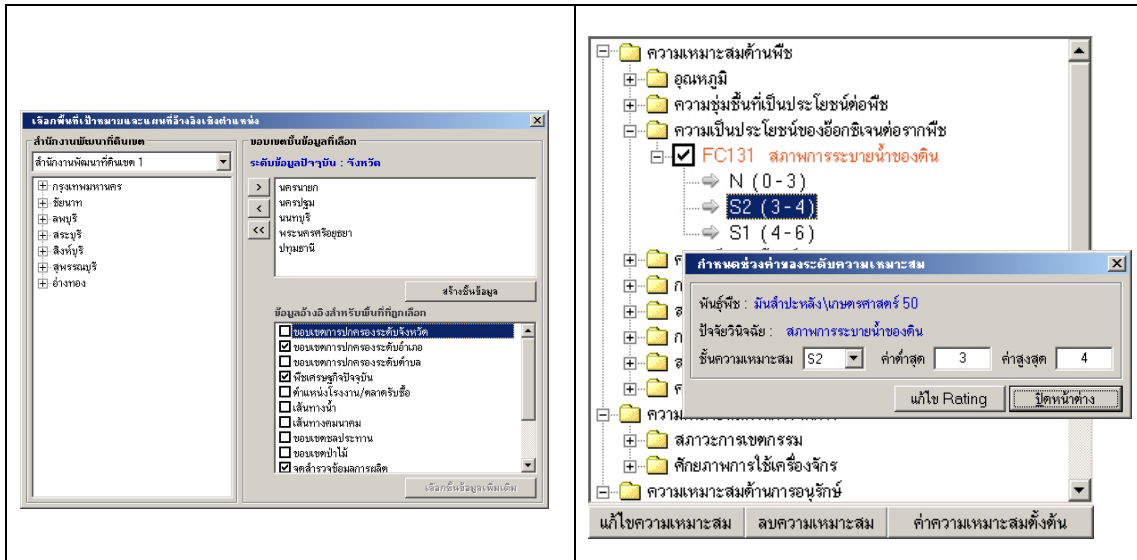 เลือกพื้นที่เป้าหมายและแผนที่อ้างอิงเชิงตำแหน่ง
สำนักงานพัฒนาที่ดินเขต
สำนักงานพัฒนาที่ดินเขต 1
กรุงเทพมหานคร
ชัยนาท
ลพบุรี
สระบุรี
สิงห์บุรี
สุพรรณบุรี
อ่างทอง
ขอบเขตชั้นข้อมูลที่เลือก
ระดับข้อมูลปัจจุบัน : จังหวัด
>
<
<<
นครนายก
นครปฐม
นนทบุรี
พระนครศรีอยุธยา
ปทุมธานี
สร้างชั้นข้อมูล
ข้อมูลอ้างอิงสำหรับพื้นที่ที่ถูกเลือก
ขอบเขตการปกครองระดับจังหวัด
ขอบเขตการปกครองระดับอำเภอ
ขอบเขตการปกครองระดับตำบล
พืชเศรษฐกิจปัจจุบัน
ตำแหน่งโรงงาน/ตลาดรับซื้อ
เส้นทางน้ำ
เส้นทางคมนาคม
ขอบเขตชลประทาน
ขอบเขตป่าไม้
จุดสำรวจข้อมูลการผลิต
เลือกชั้นข้อมูลเพิ่มเติม
ความเหมาะสมด้านพืช
อุณหภูมิ
ความชุ่มชื้นที่เป็นประโยชน์ต่อพืช
ความเป็นประโยชน์ของอ๊อกซิเจนต่อรากพืช
FC131 สภาพการระบายน้ำของดิน
N (0-3)
S2 (3-4)
S1 (4-6)
กำหนดช่วงค่าของระดับความเหมาะสม
พันธุ์พืช : มันสำปะหลัง\เกษตรศาสตร์ 50
ปัจจัยวินิจฉัย : สภาพการระบายน้ำของดิน
ชั้นความเหมาะสม S2 ค่าต่ำสุด 3 ค่าสูงสุด 4
แก้ไข Rating ปิดหน้าต่าง
สภาวะการเขตกรรม
ศักยภาพการใช้เครื่องจักร
ความเหมาะสมด้านการอนุรักษ์
แก้ไขความเหมาะสม ลบความเหมาะสม ค่าความเหมาะสมตั้งต้น